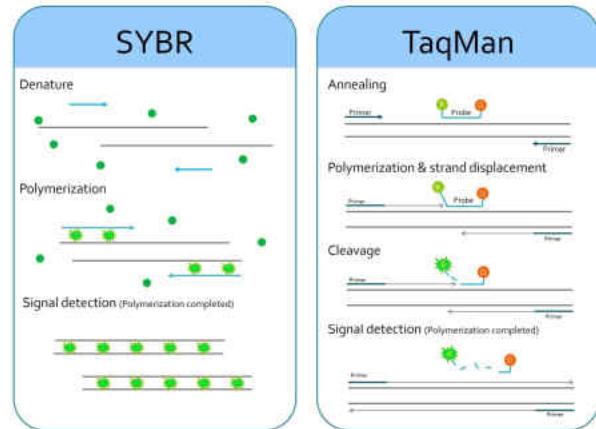 SYBR
Denature
Polymerization
Signal detection (Polymerization completed)
TaqMan
Annealing
Primer
Probe
Q
Primer
Polymerization & strand displacement
Primer
Probe
Q
Primer
Cleavage
Primer
Q
Primer
Signal detection (Polymerization completed)
Q
Primer
Primer